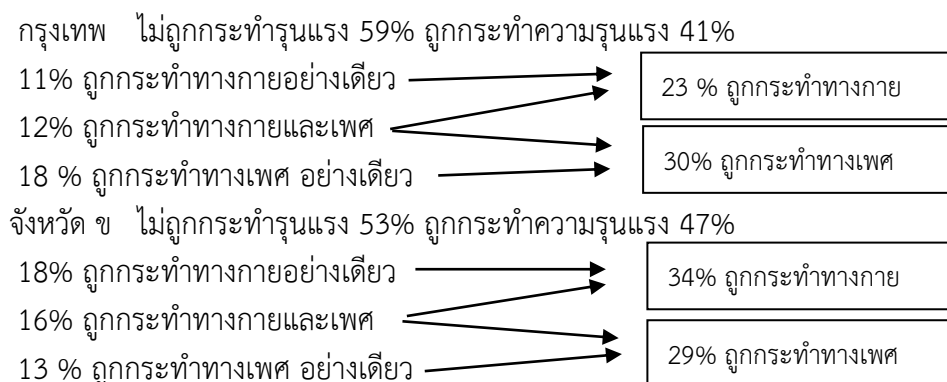 กรุงเทพ ไม่ถูกกระทำรุนแรง 59% ถูกกระทำความรุนแรง 41%
11% ถูกกระทำทางกายอย่างเดียว
23 % ถูกกระทำทางกาย
12% ถูกกระทำทางกายและเพศ
30% ถูกกระทำทางเพศ
18 % ถูกกระทำทางเพศ อย่างเดียว
จังหวัด ข ไม่ถูกกระทำรุนแรง 53% ถูกกระทำความรุนแรง 47%
18% ถูกกระทำทางกายอย่างเดียว
34% ถูกกระทำทางกาย
16% ถูกกระทำทางกายและเพศ
29% ถูกกระทำทางเพศ
13 % ถูกกระทำทางเพศ อย่างเดียว